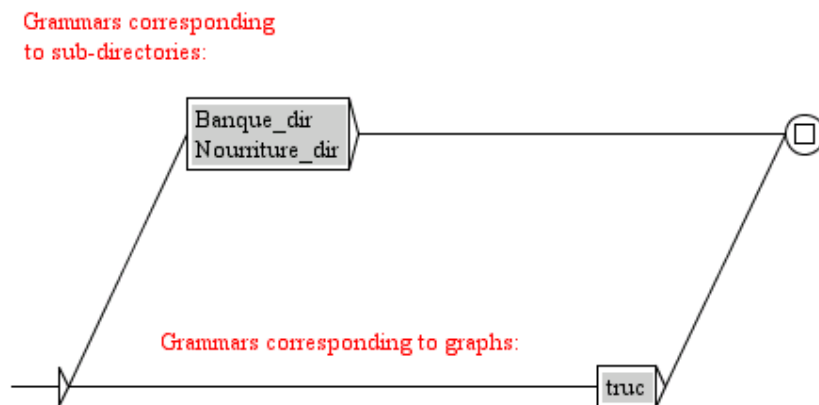 Grammars corresponding
to sub-directories:
Banque_dir
Nourriture_dir
Grammars corresponding to graphs:
truc